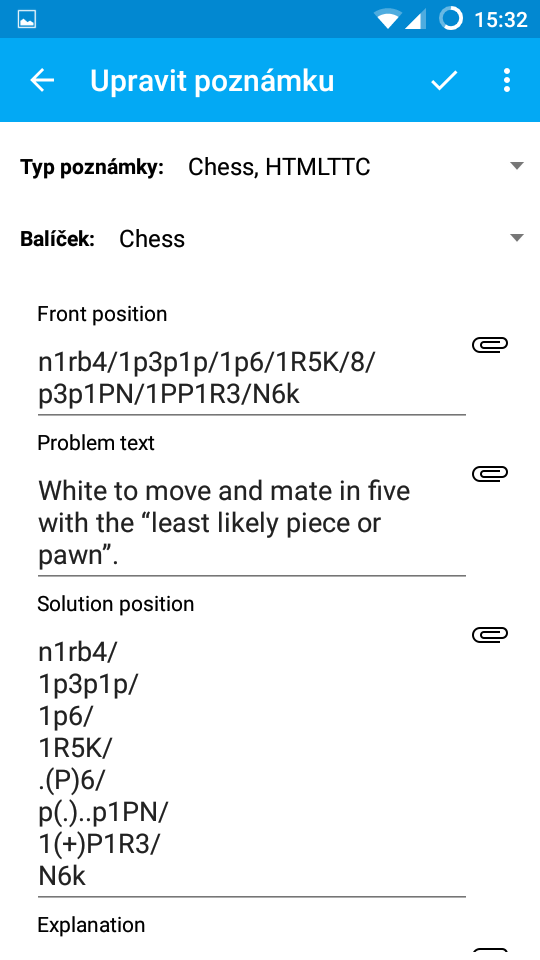 15:32
Upravit poznámku
Typ poznámky: Chess, HTMLTTC
Balíček: Chess
Front position
n1rb4/1p3p1p/1p6/1R5K/8/
p3p1PN/1PP1R3/N6k
Problem text
White to move and mate in five
with the “least likely piece or
pawn”.
Solution position
n1rb4/
1p3p1p/
1p6/
1R5K/
.(P)6/
p(.)..p1PN/
1(+)P1R3/
N6k
Explanation